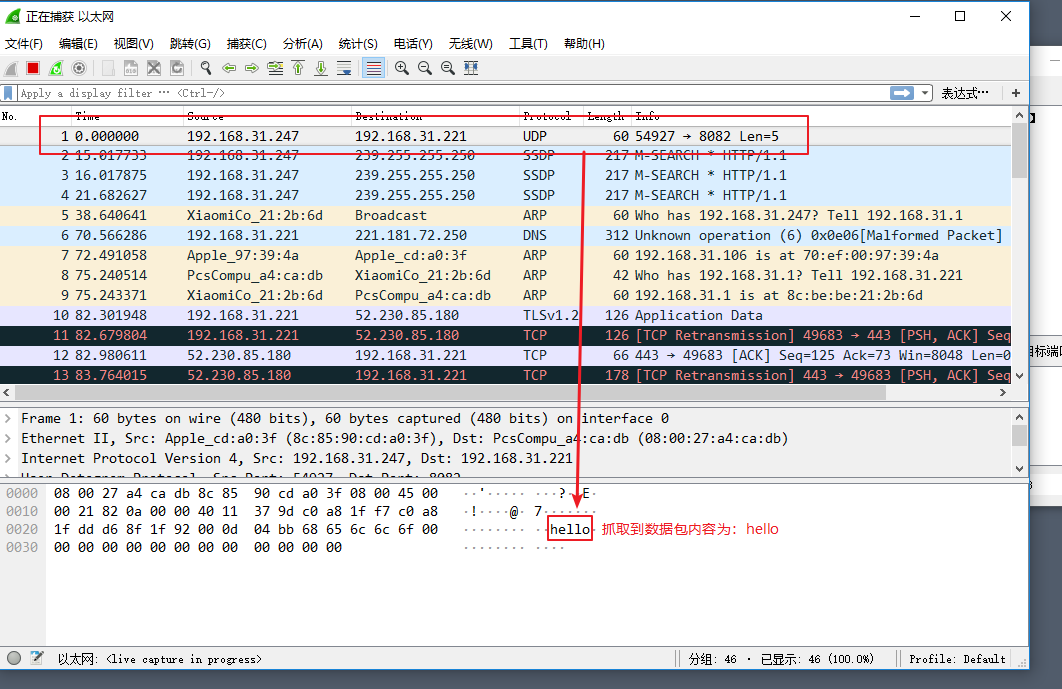 正在捕获 以太网
文件(F) 编辑(E) 视图(V) 跳转(G) 捕获(C) 分析(A) 统计(S) 电话(Y) 无线(W) 工具(T) 帮助(H)
Apply a display filter ··· <Ctrl-/> 表达式··· +
No. Time Source Destination Protocol Length Info
1 0.000000 192.168.31.247 192.168.31.221 UDP 60 54927 → 8082 Len=5
2 15.017733 192.168.31.247 239.255.255.250 SSDP 217 M-SEARCH * HTTP/1.1
3 16.017875 192.168.31.247 239.255.255.250 SSDP 217 M-SEARCH * HTTP/1.1
4 21.682627 192.168.31.247 239.255.255.250 SSDP 217 M-SEARCH * HTTP/1.1
5 38.640641 XiaomiCo_21:2b:6d Broadcast ARP 60 Who has 192.168.31.247? Tell 192.168.31.1
6 70.566286 192.168.31.221 221.181.72.250 DNS 312 Unknown operation (6) 0x0e06[Malformed Packet]
7 72.491058 Apple_97:39:4a Apple_cd:a0:3f ARP 60 192.168.31.106 is at 70:ef:00:97:39:4a
8 75.240514 PcsCompu_a4:ca:db XiaomiCo_21:2b:6d ARP 42 Who has 192.168.31.1? Tell 192.168.31.221
9 75.243371 XiaomiCo_21:2b:6d PcsCompu_a4:ca:db ARP 60 192.168.31.1 is at 8c:be:be:21:2b:6d
10 82.301948 192.168.31.221 52.230.85.180 TLSv1.2 126 Application Data
11 82.679804 192.168.31.221 52.230.85.180 TCP 126 [TCP Retransmission] 49683 → 443 [PSH, ACK] Seq
12 82.980611 52.230.85.180 192.168.31.221 TCP 66 443 → 49683 [ACK] Seq=125 Ack=73 Win=8048 Len=0
13 83.764015 52.230.85.180 192.168.31.221 TCP 178 [TCP Retransmission] 443 → 49683 [PSH, ACK] Seq
目标端口
Frame 1: 60 bytes on wire (480 bits), 60 bytes captured (480 bits) on interface 0
Ethernet II, Src: Apple_cd:a0:3f (8c:85:90:cd:a0:3f), Dst: PcsCompu_a4:ca:db (08:00:27:a4:ca:db)
Internet Protocol Version 4, Src: 192.168.31.247, Dst: 192.168.31.221
User Datagram Protocol, Src Port: 54927, Dst Port: 8082
0000 08 00 27 a4 ca db 8c 85 90 cd a0 3f 08 00 45 00 ··'····· ···?··E·
0010 00 21 82 0a 00 00 40 11 37 9d c0 a8 1f f7 c0 a8 ·!····@· 7·······
0020 1f dd d6 8f 1f 92 00 0d 04 bb 68 65 6c 6c 6f 00 ········ ··hello·
0030 00 00 00 00 00 00 00 00 00 00 00 00 ········ ····
抓取到数据包内容为：hello
以太网: <live capture in progress> 分组: 46 · 已显示: 46 (100.0%) Profile: Default